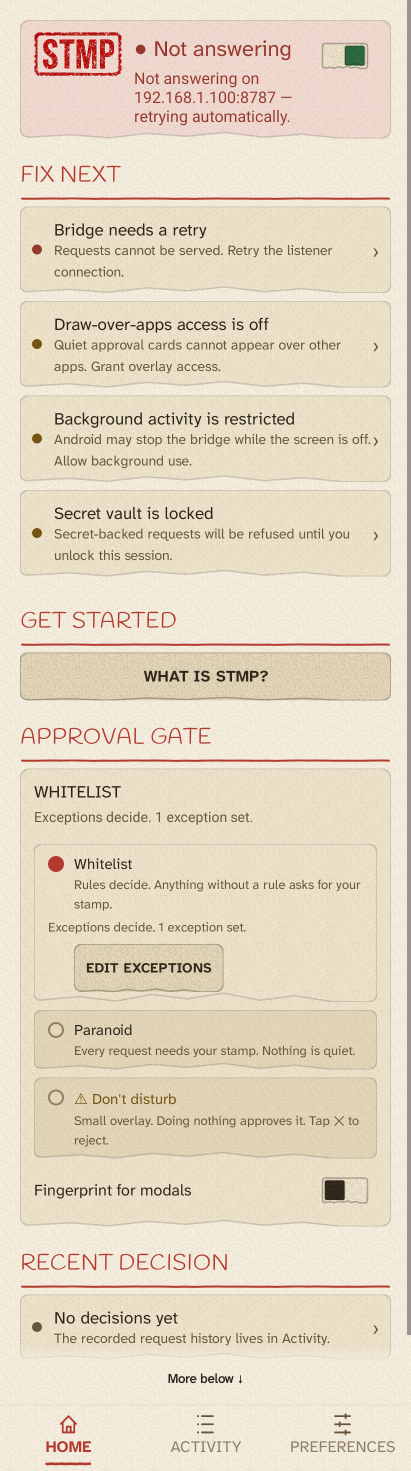 STMP
● Not answering
Not answering on
192.168.1.100:8787 —
retrying automatically.
FIX NEXT
Bridge needs a retry
Requests cannot be served. Retry the listener
connection.
Draw-over-apps access is off
Quiet approval cards cannot appear over other
apps. Grant overlay access.
Background activity is restricted
Android may stop the bridge while the screen is off.
Allow background use.
Secret vault is locked
Secret-backed requests will be refused until you
unlock this session.
GET STARTED
WHAT IS STMP?
APPROVAL GATE
WHITELIST
Exceptions decide. 1 exception set.
Whitelist
Rules decide. Anything without a rule asks for your
stamp.
Exceptions decide. 1 exception set.
EDIT EXCEPTIONS
Paranoid
Every request needs your stamp. Nothing is quiet.
⚠ Don't disturb
Small overlay. Doing nothing approves it. Tap ✕ to
reject.
Fingerprint for modals
RECENT DECISION
No decisions yet
The recorded request history lives in Activity.
More below ↓
HOME
ACTIVITY
PREFERENCES